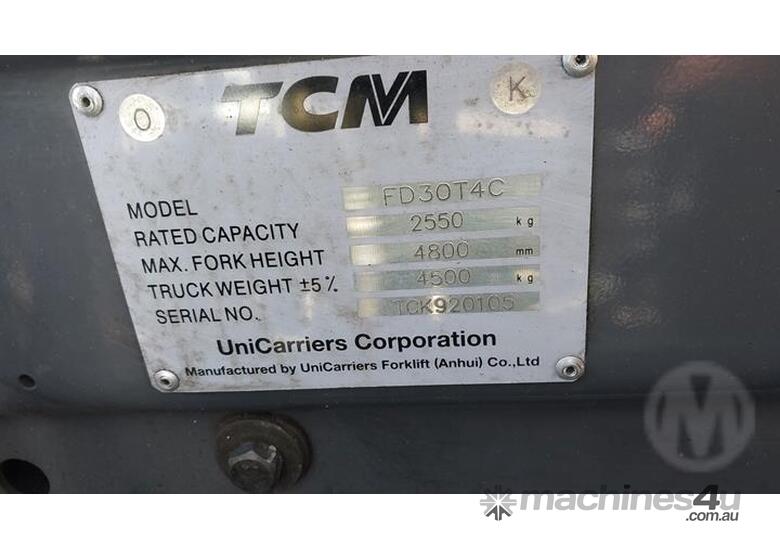 O TCM K
MODEL FD30T4C
RATED CAPACITY 2550 kg
MAX. FORK HEIGHT 4800 mm
TRUCK WEIGHT ±5% 4500 kg
SERIAL NO. TCK920105
UniCarriers Corporation
Manufactured by UniCarriers Forklift (Anhui) Co.,Ltd
M
machines4u
.com.au